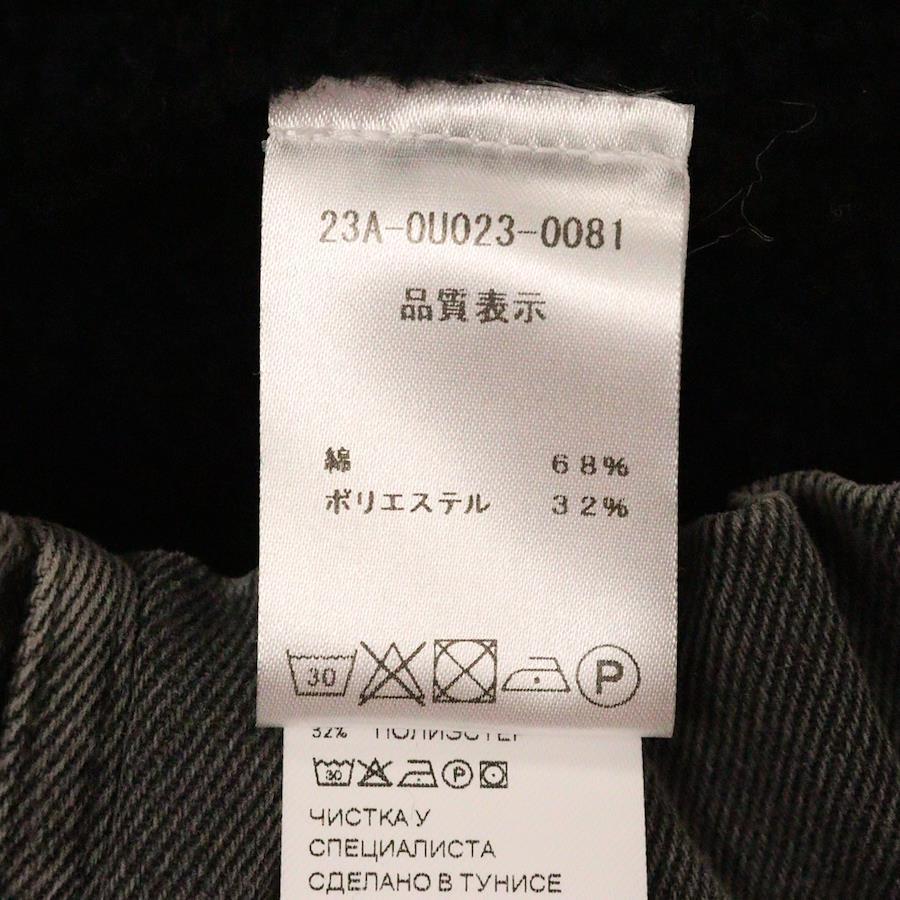 23A-0U023-0081
品質表示
綿 68%
ポリエステル 32%
30 P
32% ПОЛИЭСТЕР
30 P
ЧИСТКА У
СПЕЦИАЛИСТА
СДЕЛАНО В ТУНИСЕ